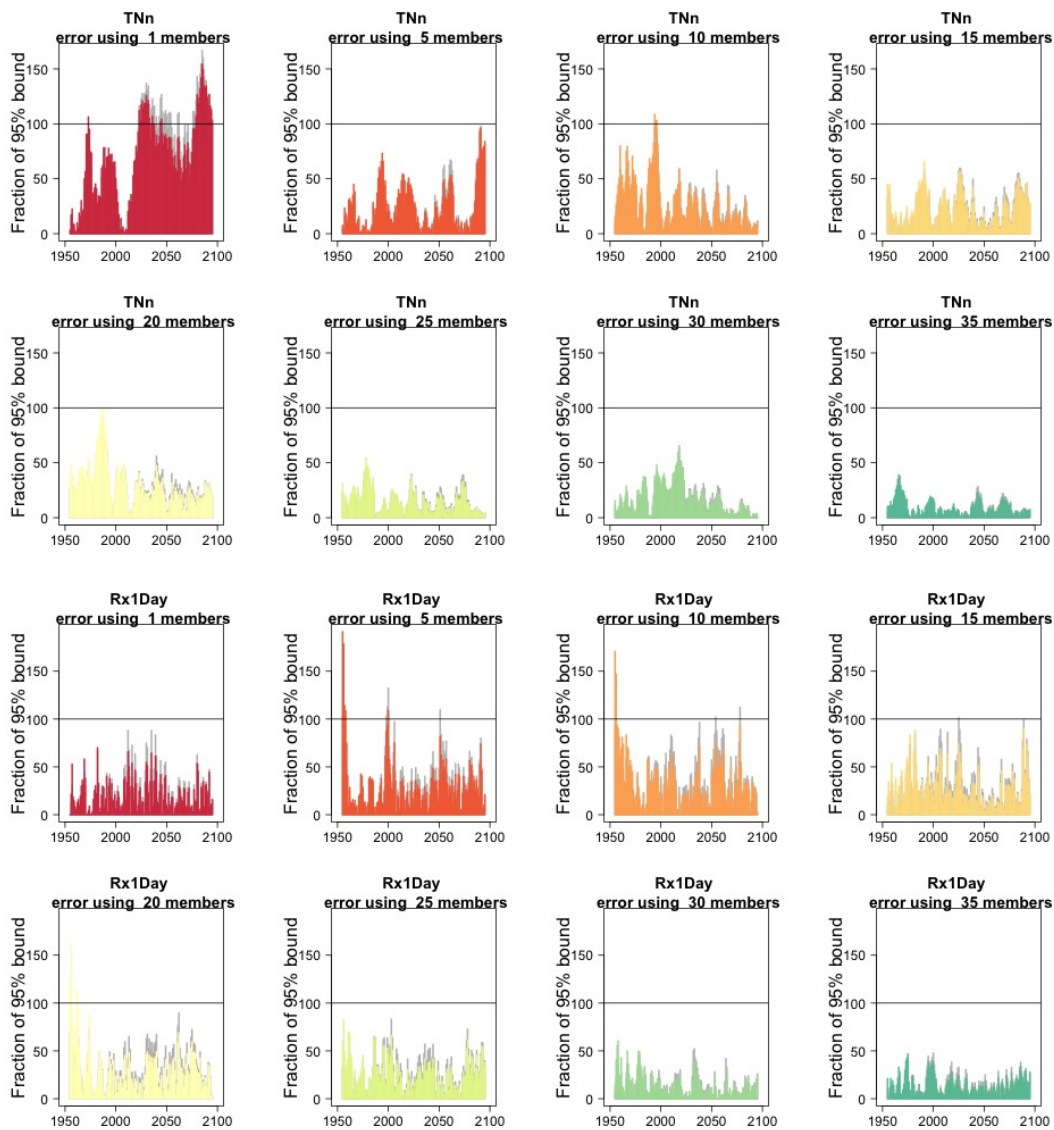 TNn
error using 1 members
TNn
error using 5 members
TNn
error using 10 members
TNn
error using 15 members
Fraction of 95% bound
150
100
50
0
1950 2000 2050 2100
Fraction of 95% bound
150
100
50
0
1950 2000 2050 2100
Fraction of 95% bound
150
100
50
0
1950 2000 2050 2100
Fraction of 95% bound
150
100
50
0
1950 2000 2050 2100
TNn
error using 20 members
TNn
error using 25 members
TNn
error using 30 members
TNn
error using 35 members
Fraction of 95% bound
150
100
50
0
1950 2000 2050 2100
Fraction of 95% bound
150
100
50
0
1950 2000 2050 2100
Fraction of 95% bound
150
100
50
0
1950 2000 2050 2100
Fraction of 95% bound
150
100
50
0
1950 2000 2050 2100
Rx1Day
error using 1 members
Rx1Day
error using 5 members
Rx1Day
error using 10 members
Rx1Day
error using 15 members
Fraction of 95% bound
150
100
50
0
1950 2000 2050 2100
Fraction of 95% bound
150
100
50
0
1950 2000 2050 2100
Fraction of 95% bound
150
100
50
0
1950 2000 2050 2100
Fraction of 95% bound
150
100
50
0
1950 2000 2050 2100
Rx1Day
error using 20 members
Rx1Day
error using 25 members
Rx1Day
error using 30 members
Rx1Day
error using 35 members
Fraction of 95% bound
150
100
50
0
1950 2000 2050 2100
Fraction of 95% bound
150
100
50
0
1950 2000 2050 2100
Fraction of 95% bound
150
100
50
0
1950 2000 2050 2100
Fraction of 95% bound
150
100
50
0
1950 2000 2050 2100